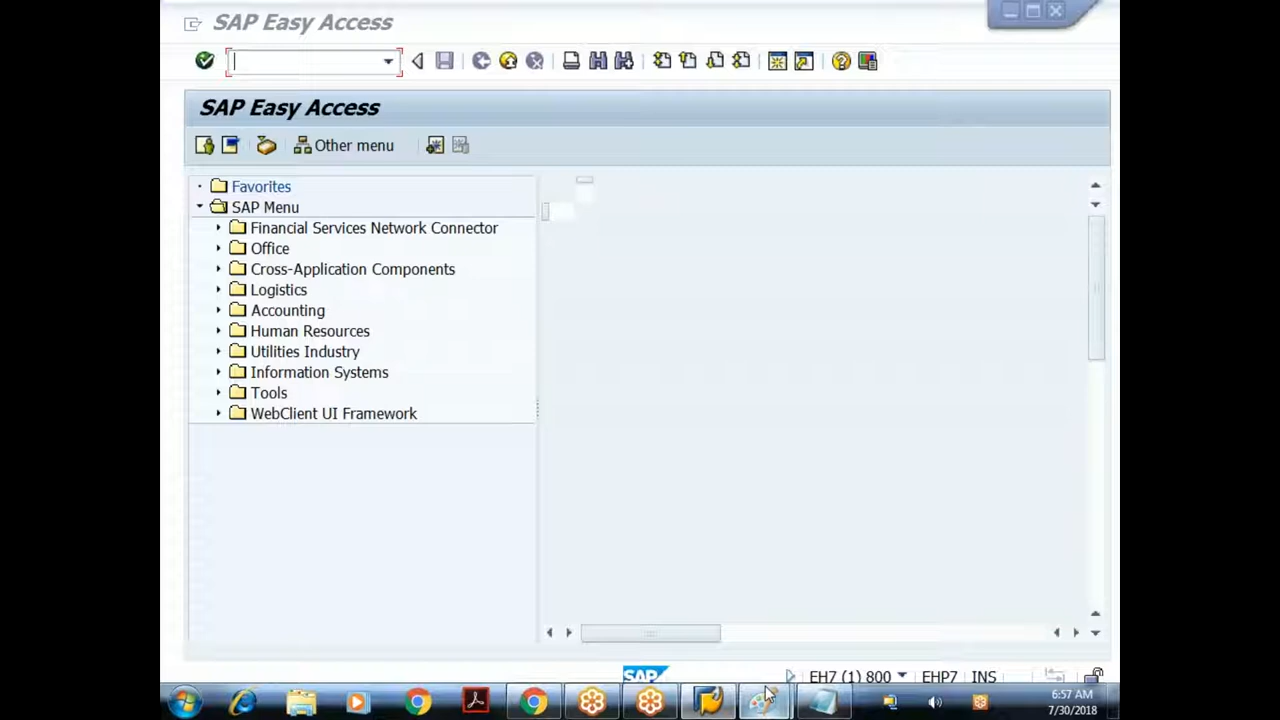 SAP Easy Access
SAP Easy Access
Other menu
Favorites
SAP Menu
Financial Services Network Connector
Office
Cross-Application Components
Logistics
Accounting
Human Resources
Utilities Industry
Information Systems
Tools
WebClient UI Framework
SAP
EH7 (1) 800
EHP7
INS
6:57 AM
7/30/2018